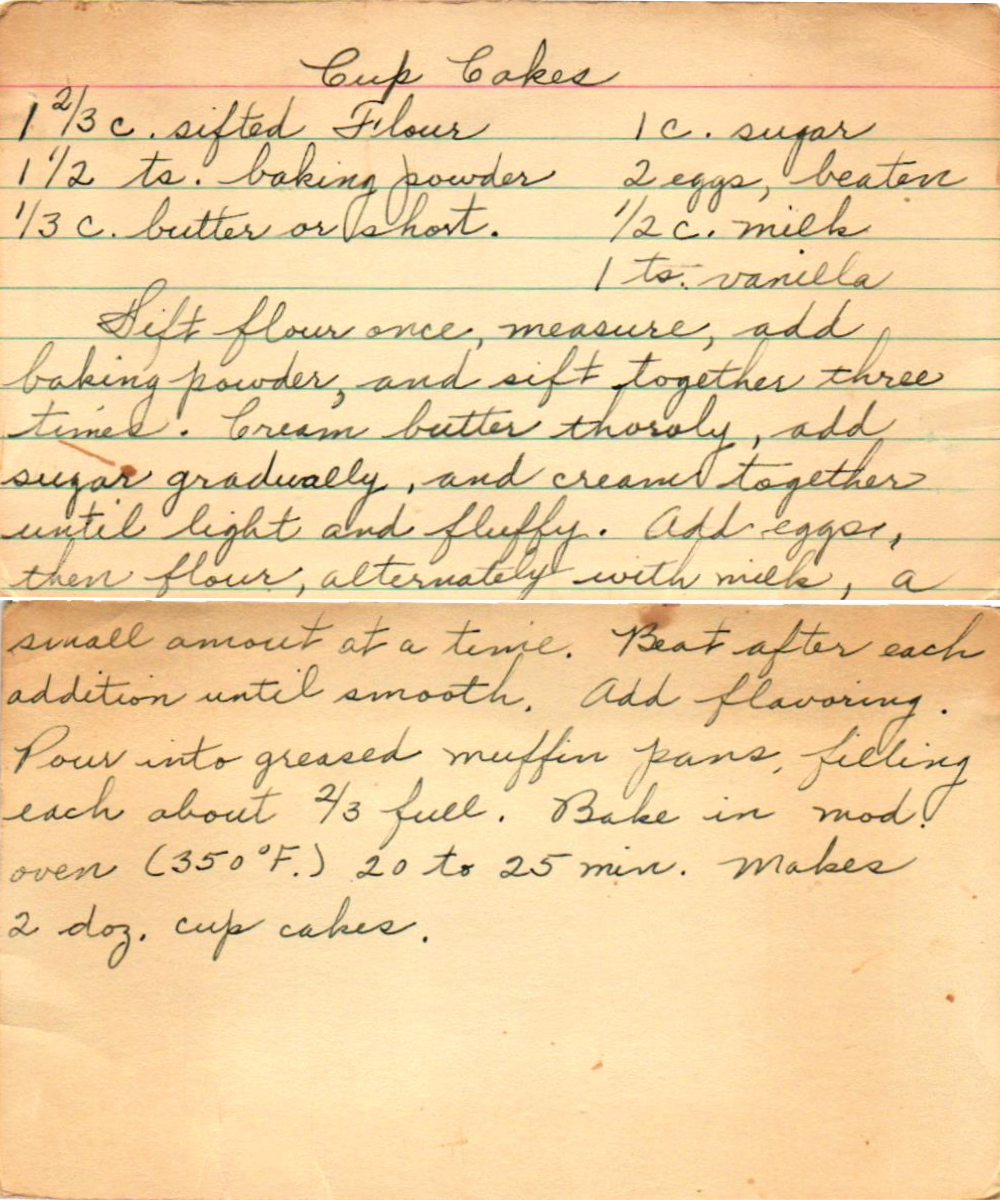 Cup Cakes
1 2/3 c. sifted Flour 1 c. sugar
1 1/2 ts. baking powder 2 eggs, beaten
1/3 c. butter or short. 1/2 c. milk
1 ts. vanilla
Sift flour once, measure, add
baking powder, and sift together three
times. Cream butter thoroly, add
sugar gradually, and cream together
until light and fluffy. Add eggs,
then flour, alternately with milk, a
small amout at a time. Beat after each
addition until smooth. Add flavoring.
Pour into greased muffin pans, filling
each about 2/3 full. Bake in mod.
oven (350°F.) 20 to 25 min. Makes
2 doz. cup cakes.